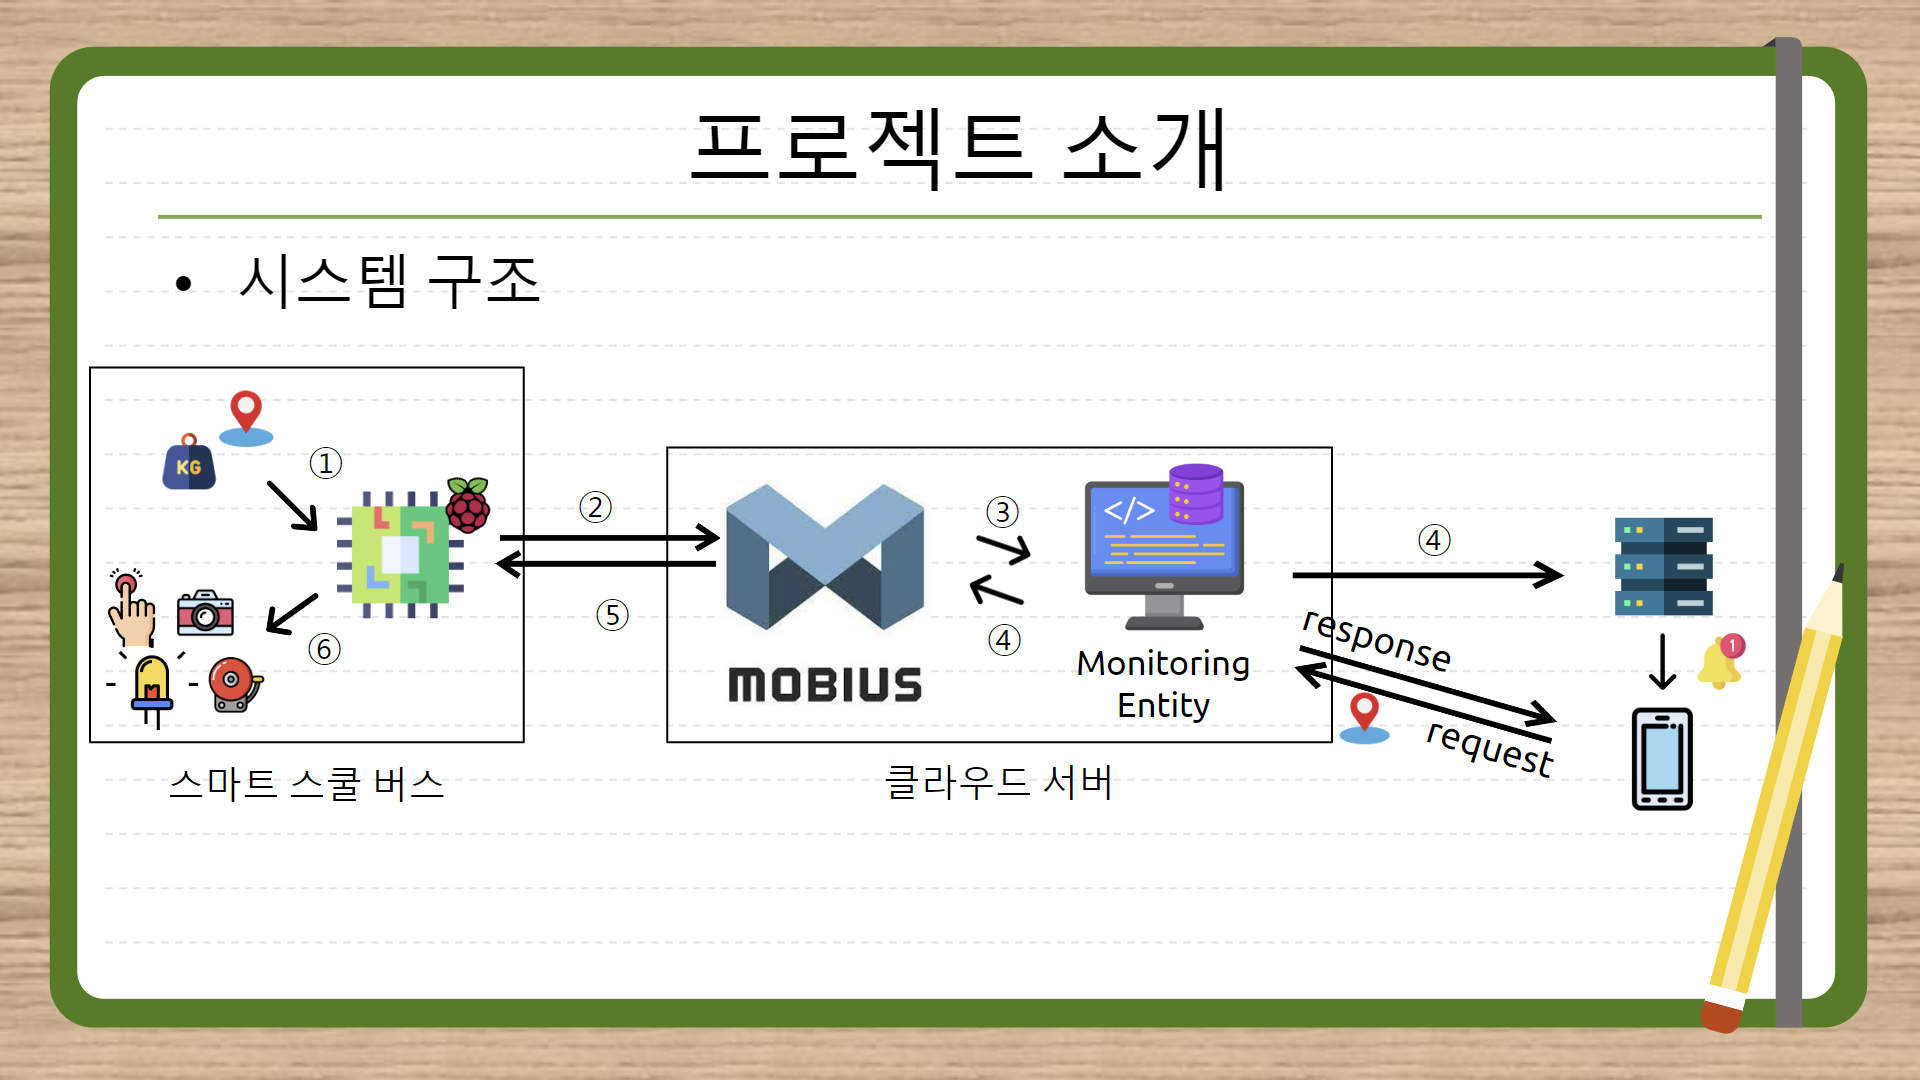 프로젝트 소개
• 시스템 구조
KG
①
②
③
④
⑤
④
⑥
</>
1
MOBIUS
Monitoring
Entity
response
request
스마트 스쿨 버스
클라우드 서버